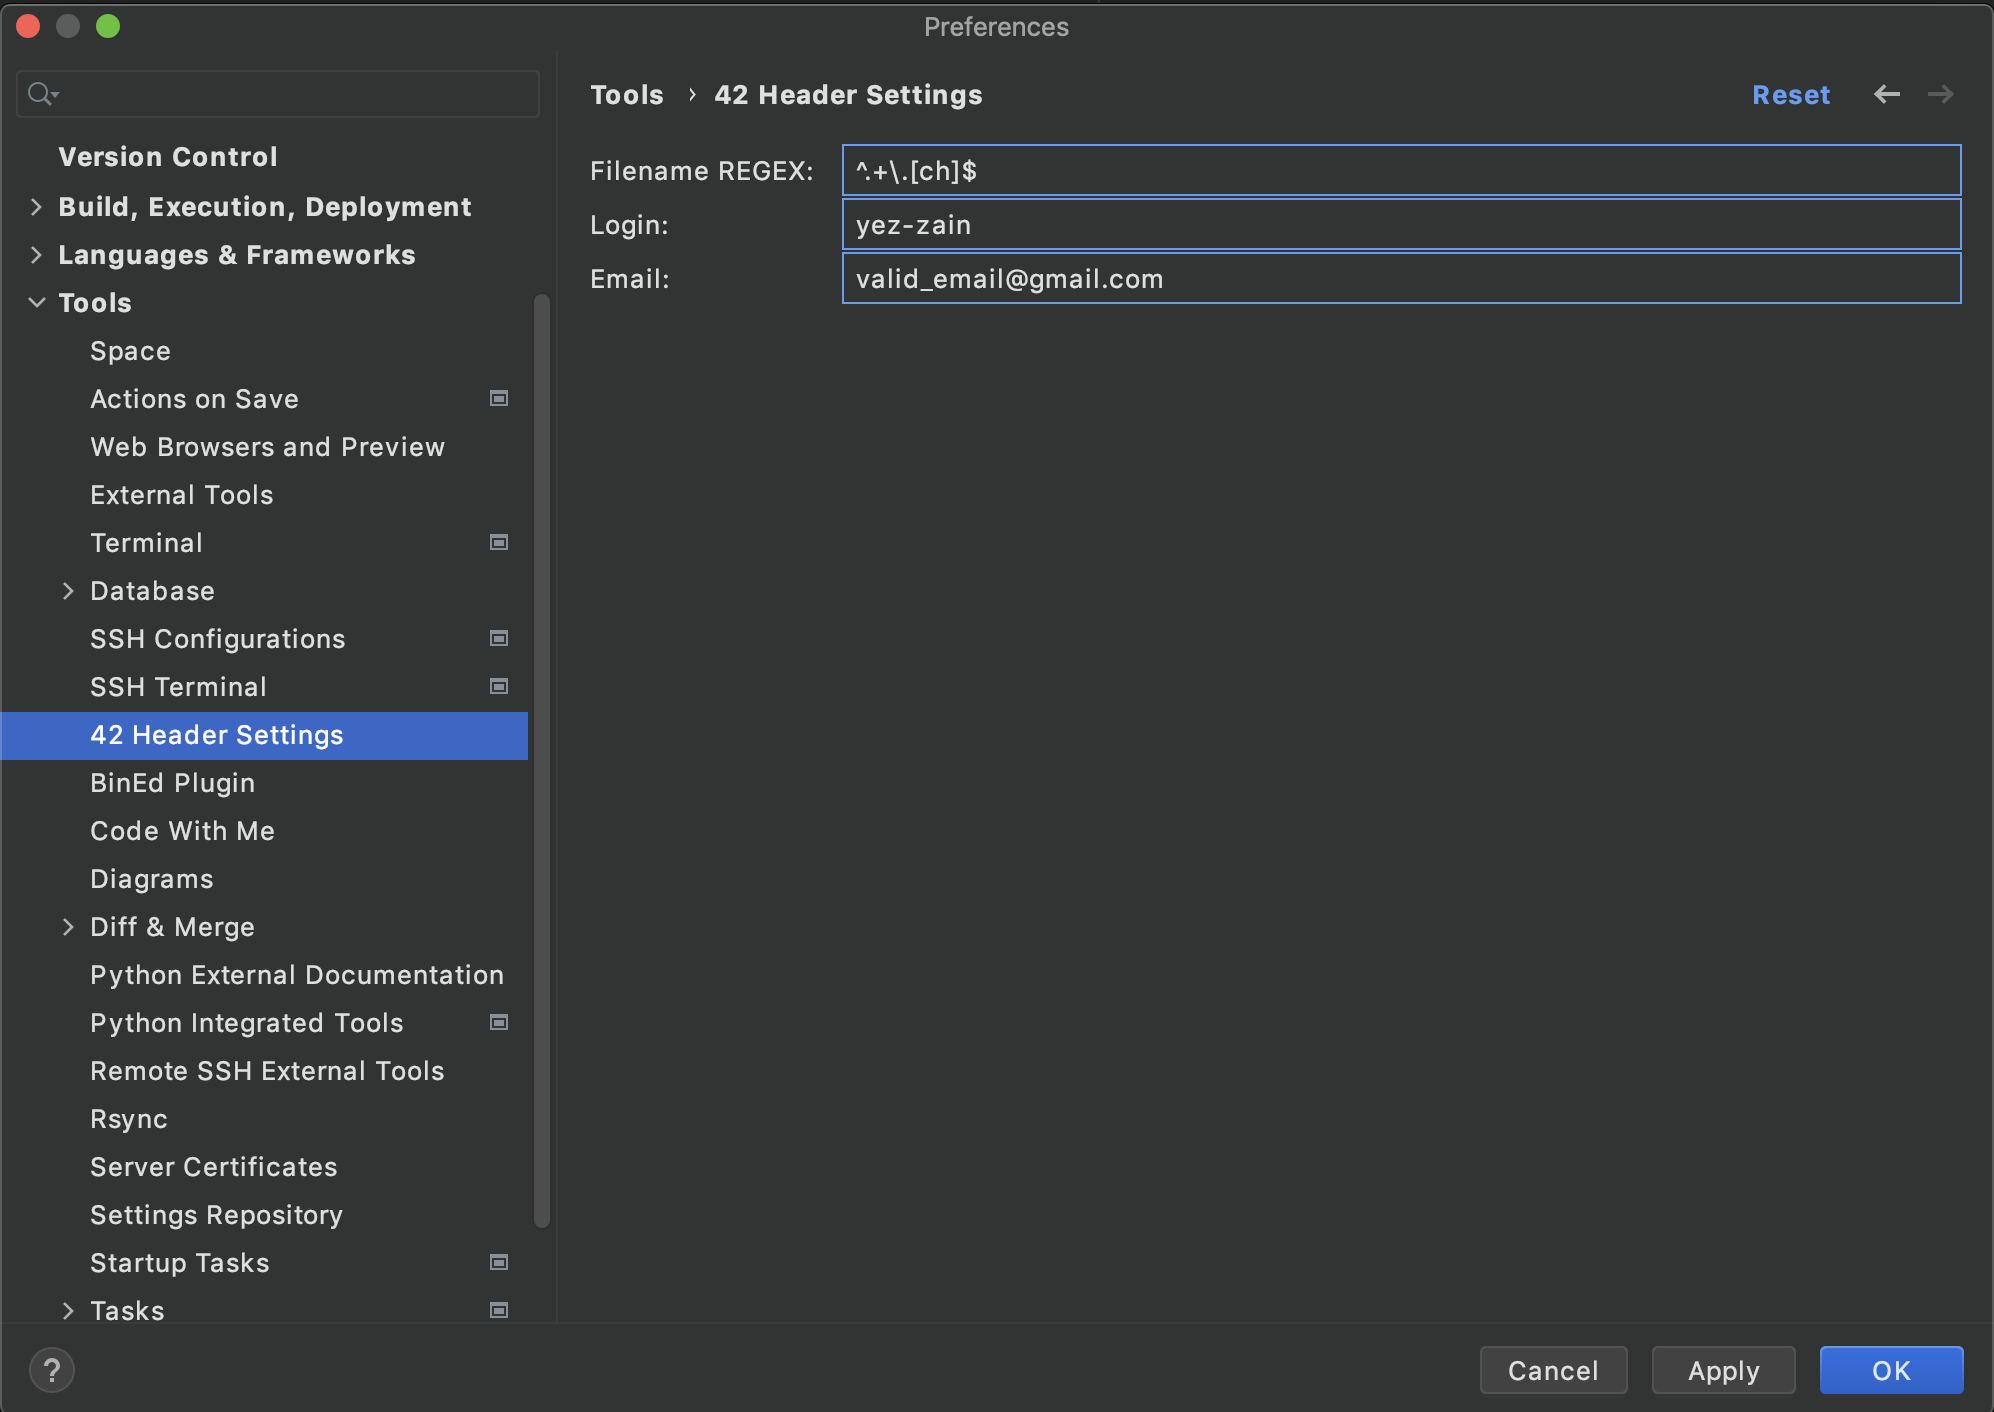 Preferences
Version Control
Build, Execution, Deployment
Languages & Frameworks
Tools
Space
Actions on Save
Web Browsers and Preview
External Tools
Terminal
Database
SSH Configurations
SSH Terminal
42 Header Settings
BinEd Plugin
Code With Me
Diagrams
Diff & Merge
Python External Documentation
Python Integrated Tools
Remote SSH External Tools
Rsync
Server Certificates
Settings Repository
Startup Tasks
Tasks
Tools › 42 Header Settings
Reset
Filename REGEX: ^.+\.[ch]$
Login: yez-zain
Email: valid_email@gmail.com
?
Cancel
Apply
OK